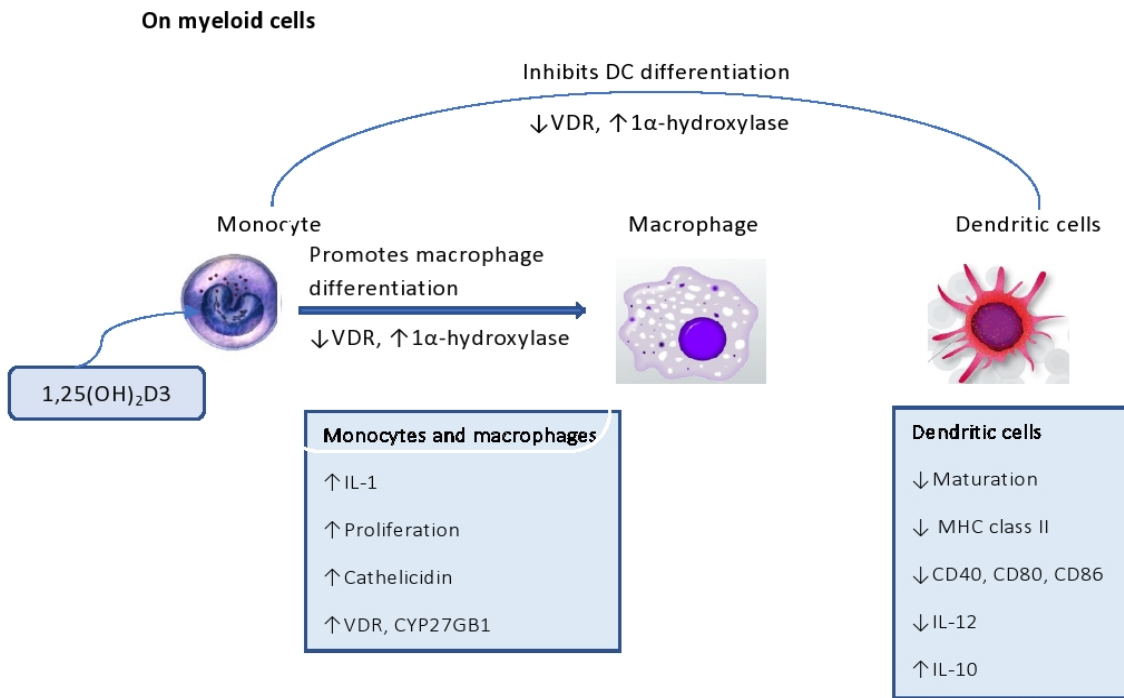 On myeloid cells
Inhibits DC differentiation
↓VDR, ↑1α-hydroxylase
Monocyte
Macrophage
Dendritic cells
Promotes macrophage
differentiation
↓VDR, ↑1α-hydroxylase
1,25(OH)₂D3
Monocytes and macrophages
↑IL-1
↑Proliferation
↑Cathelicidin
↑VDR, CYP27GB1
Dendritic cells
↓Maturation
↓ MHC class II
↓CD40, CD80, CD86
↓IL-12
↑IL-10